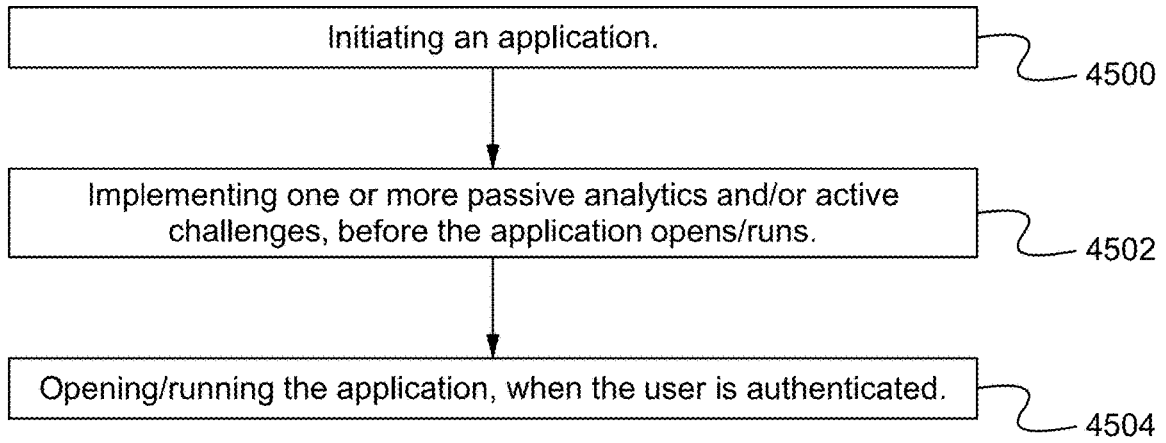 Initiating an application.
4500
Implementing one or more passive analytics and/or active
challenges, before the application opens/runs.
4502
Opening/running the application, when the user is authenticated.
4504